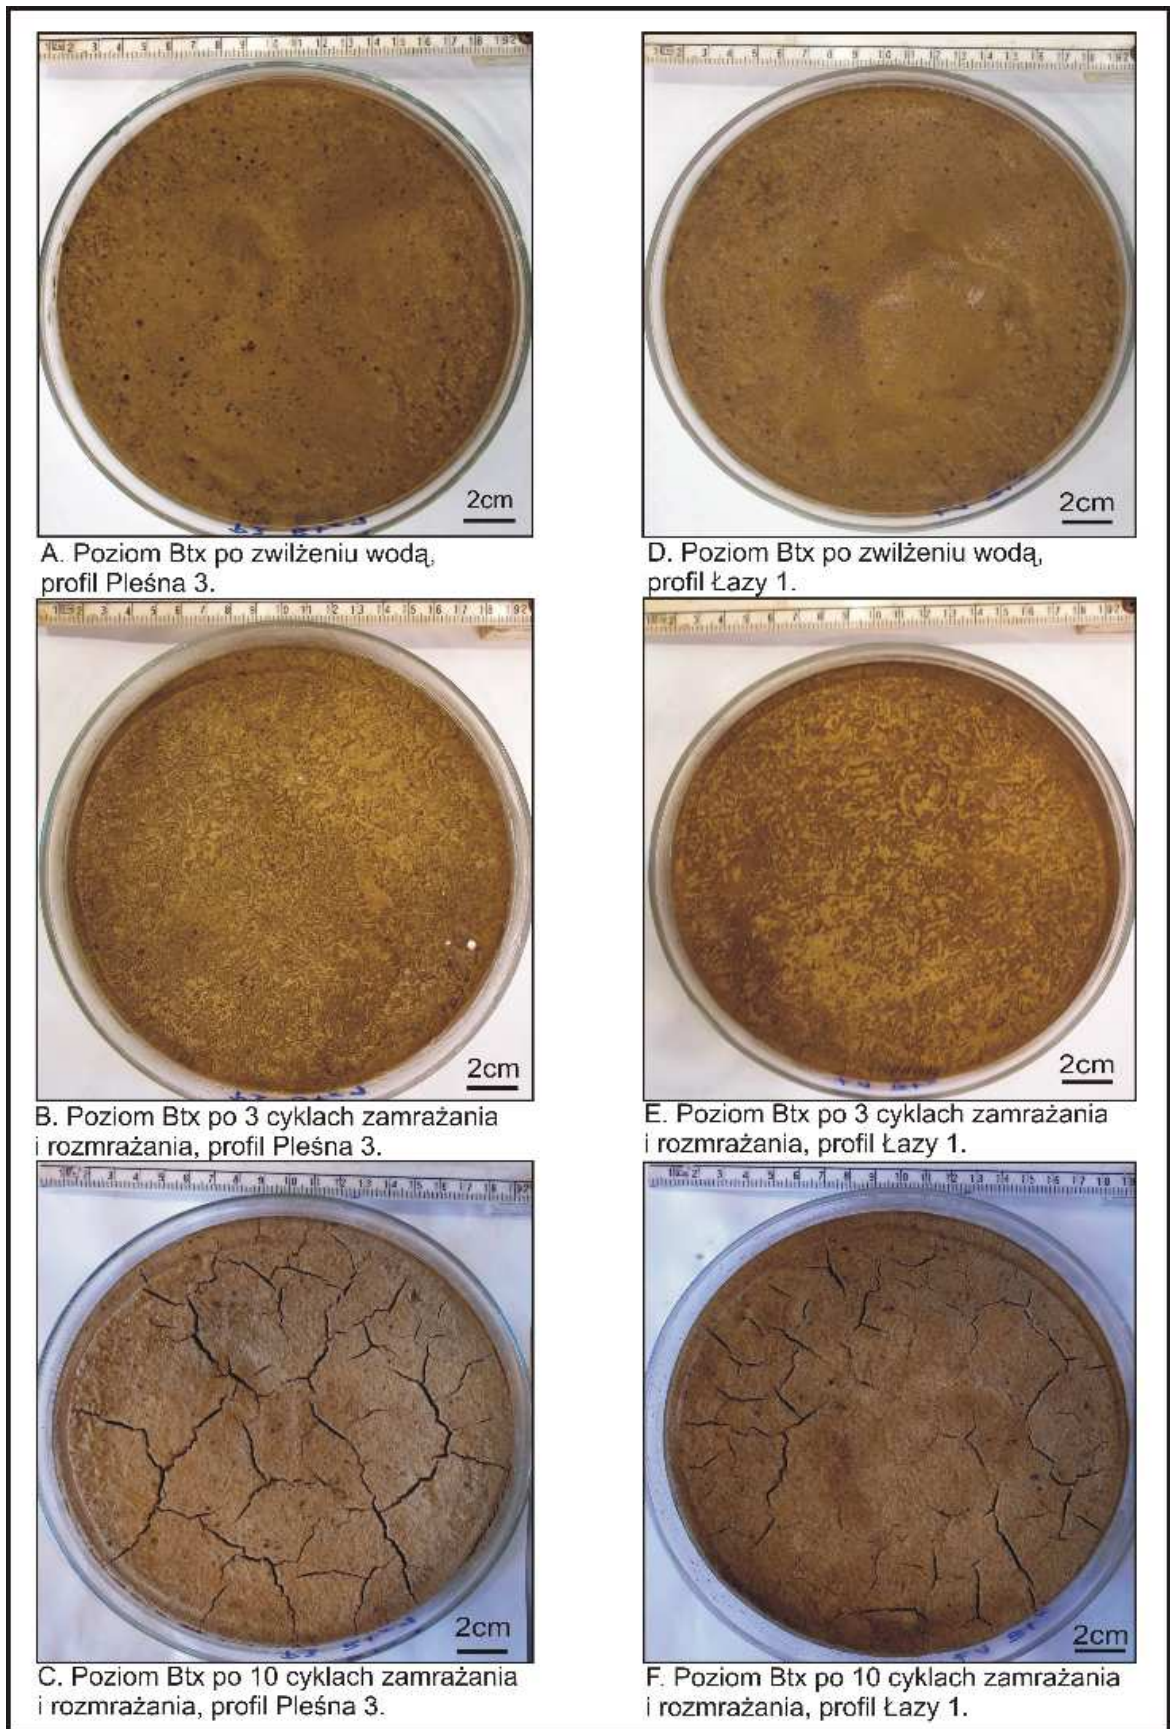 2cm
A. Poziom Btx po zwilżeniu wodą,
profil Pleśna 3.
2cm
D. Poziom Btx po zwilżeniu wodą,
profil Łazy 1.
2cm
B. Poziom Btx po 3 cyklach zamrażania
i rozmrażania, profil Pleśna 3.
2cm
E. Poziom Btx po 3 cyklach zamrażania
i rozmrażania, profil Łazy 1.
2cm
C. Poziom Btx po 10 cyklach zamrażania
i rozmrażania, profil Pleśna 3.
2cm
F. Poziom Btx po 10 cyklach zamrażania
i rozmrażania, profil Łazy 1.